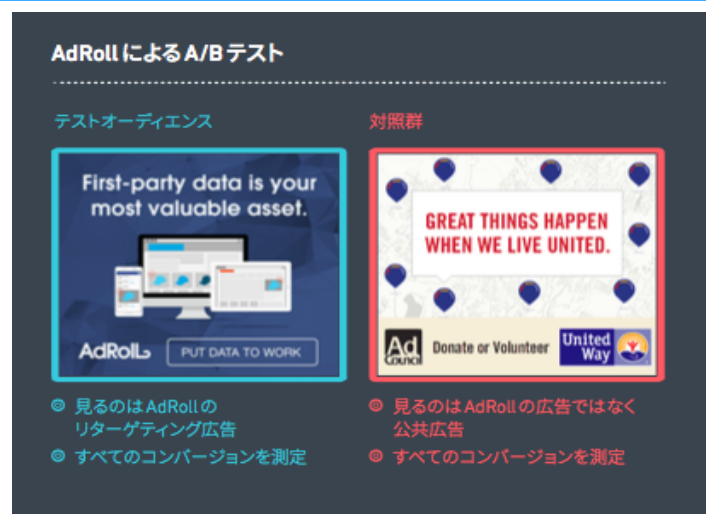 AdRollによるA/Bテスト
テストオーディエンス
First-party data is your
most valuable asset.
AdRoll
PUT DATA TO WORK
見るのはAdRollの
リターゲティング広告
すべてのコンバージョンを測定
対照群
GREAT THINGS HAPPEN
WHEN WE LIVE UNITED.
Ad
COUNCIL
Donate or Volunteer
United
Way
見るのはAdRollの広告ではなく
公共広告
すべてのコンバージョンを測定